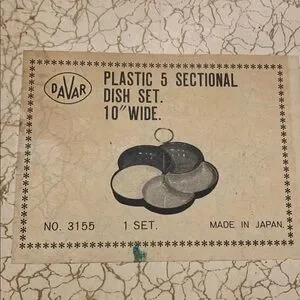 DAVAR
PLASTIC 5 SECTIONAL
DISH SET.
10" WIDE.
NO. 3155 1 SET. MADE IN JAPAN.